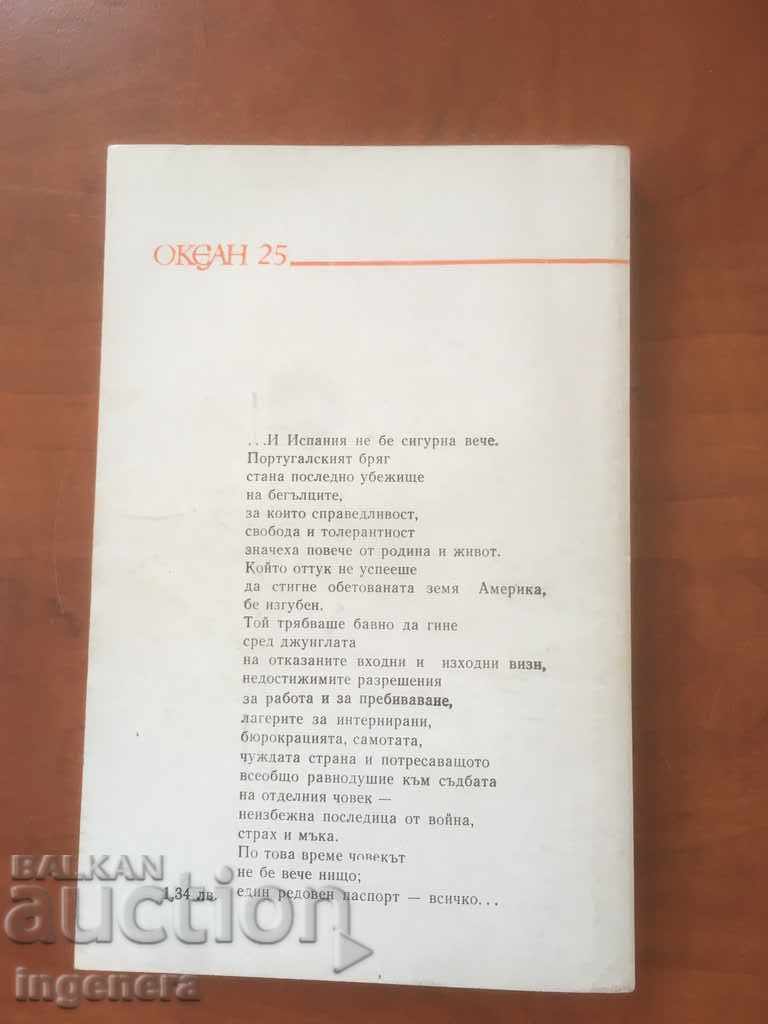 ОКЕАН 25
...И Испания не бе сигурна вече.
Португалският бряг
стана последно убежище
на бегълците,
за които справедливост,
свобода и толерантност
значеха повече от родина и живот.
Който оттук не успееше
да стигне обетованата земя Америка,
бе изгубен.
Той трябваше бавно да гине
сред джунглата
на отказаните входни и изходни визи,
недостижимите разрешения
за работа и за пребиваване,
лагерите за интернирани,
бюрокрацията, самотата,
чуждата страна и потресаващото
всеобщо равнодушие към съдбата
на отделния човек —
неизбежна последица от война,
страх и мъка.
По това време човекът
не бе вече нищо;
1,34 лв. един редовен паспорт — всичко...
BALKAN
auction
ingenera